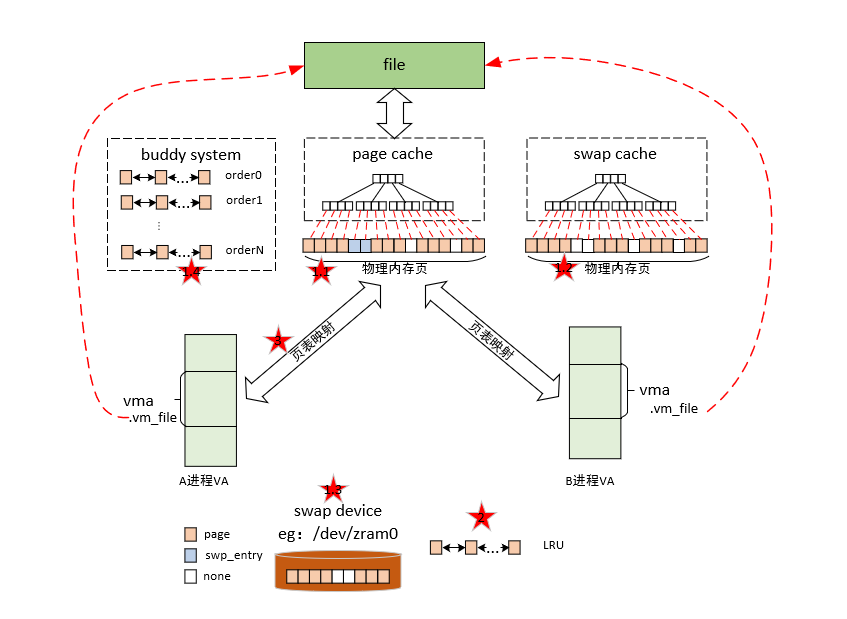 file
buddy system
order0
order1
orderN
1.4
page cache
物理内存页
1.1
swap cache
物理内存页
1.2
3
页表映射
页表映射
vma
.vm_file
A进程VA
vma
.vm_file
B进程VA
1.3
swap device
eg：/dev/zram0
page
swp_entry
none
2
LRU